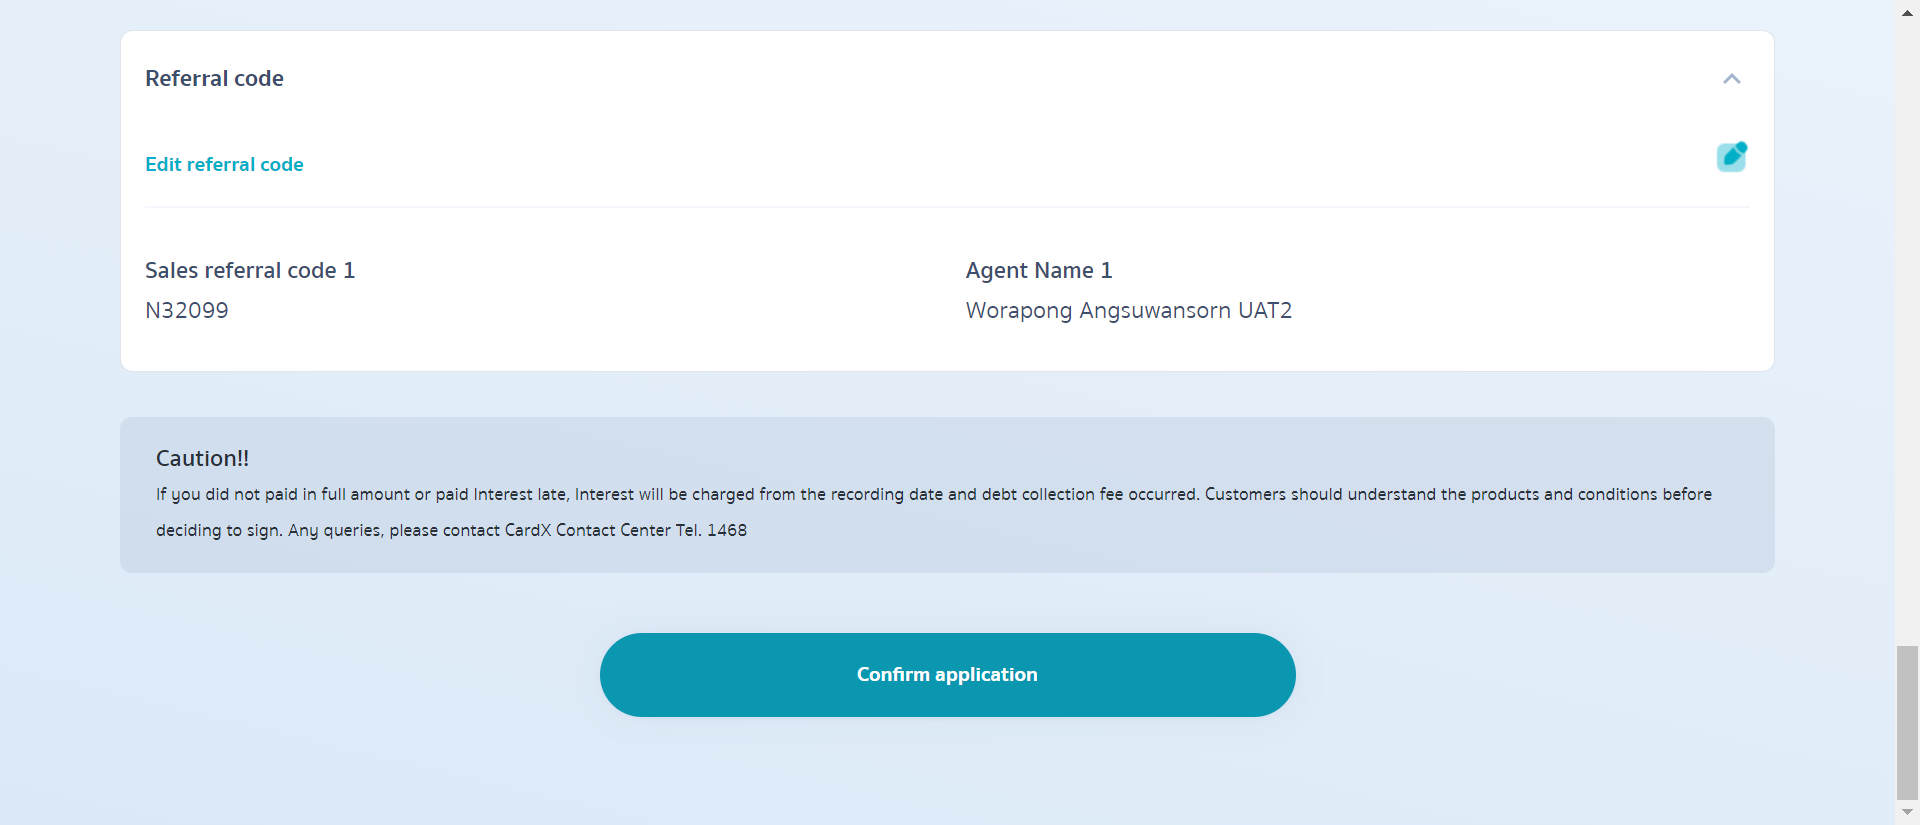 Referral code
Edit referral code
Sales referral code 1
N32099
Agent Name 1
Worapong Angsuwansorn UAT2
Caution!!
If you did not paid in full amount or paid Interest late, Interest will be charged from the recording date and debt collection fee occurred. Customers should understand the products and conditions before
deciding to sign. Any queries, please contact CardX Contact Center Tel. 1468
Confirm application